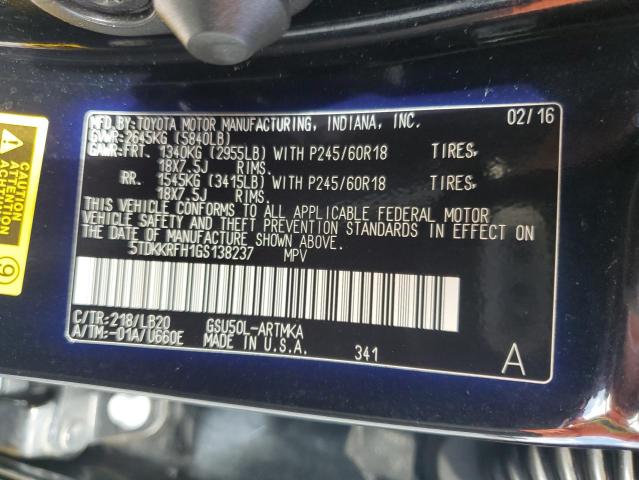 MFD.BY:TOYOTA MOTOR MANUFACTURING, INDIANA, INC. 02/16
GVWR:2645KG (5840LB)
GAWR:FRT. 1340KG (2955LB) WITH P245/60R18 TIRES,
18X7.5J RIMS.
RR. 1545KG (3415LB) WITH P245/60R18 TIRES,
18X7.5J RIMS.
THIS VEHICLE CONFORMS TO ALL APPLICABLE FEDERAL MOTOR
VEHICLE SAFETY AND THEFT PREVENTION STANDARDS IN EFFECT ON
THE DATE OF MANUFACTURE SHOWN ABOVE.
5TDKKRFH1GS138237 MPV
C/TR:218/LB20 GSU50L-ARTMKA
A/TM:-01A/U660E MADE IN U.S.A. 341 A
CAUTION
ATTENTION
9